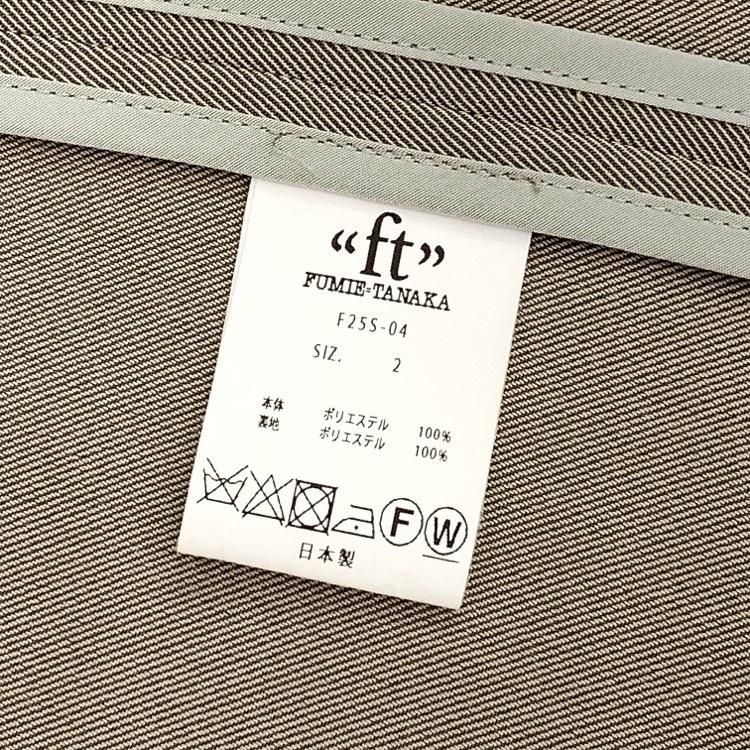 “ft”
FUMIE=TANAKA
F25S-04
SIZ. 2
本体 ポリエステル 100%
裏地 ポリエステル 100%
F W
日本製